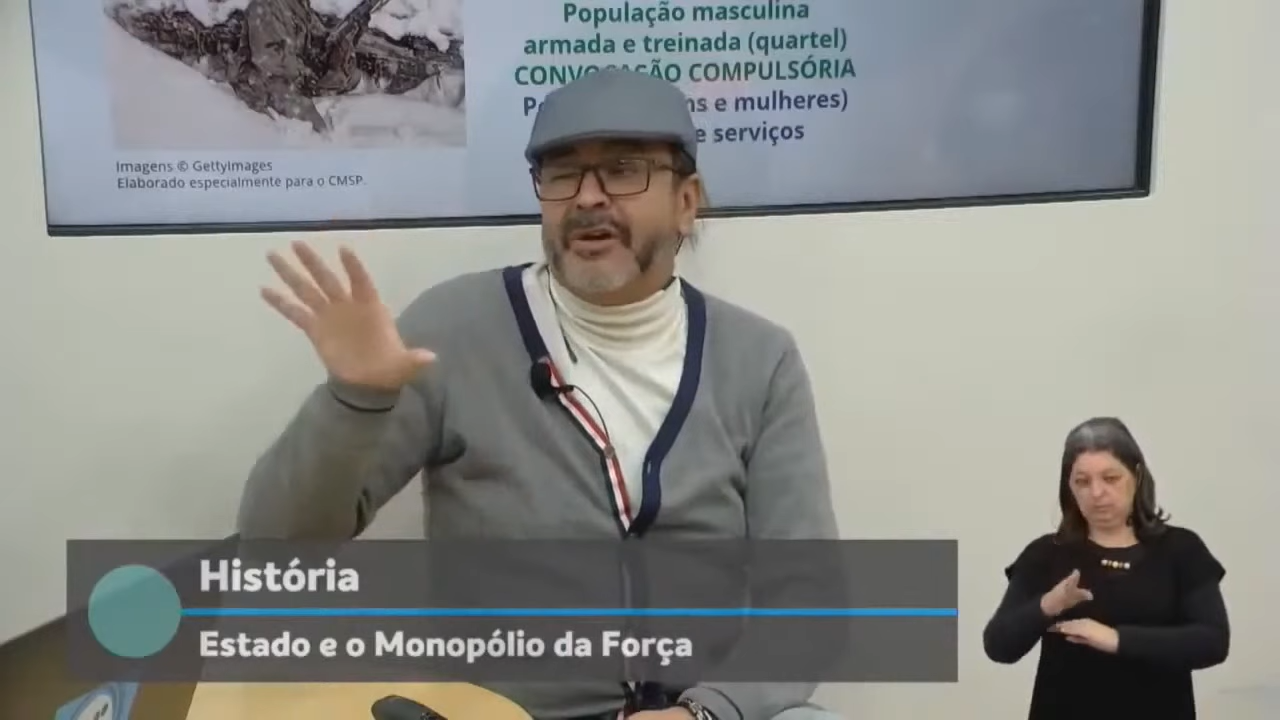 População masculina
armada e treinada (quartel)
CONVOCAÇÃO COMPULSÓRIA
e mulheres)
e serviços
Imagens © GettyImages
Elaborado especialmente para o CMSP.
História
Estado e o Monopólio da Força